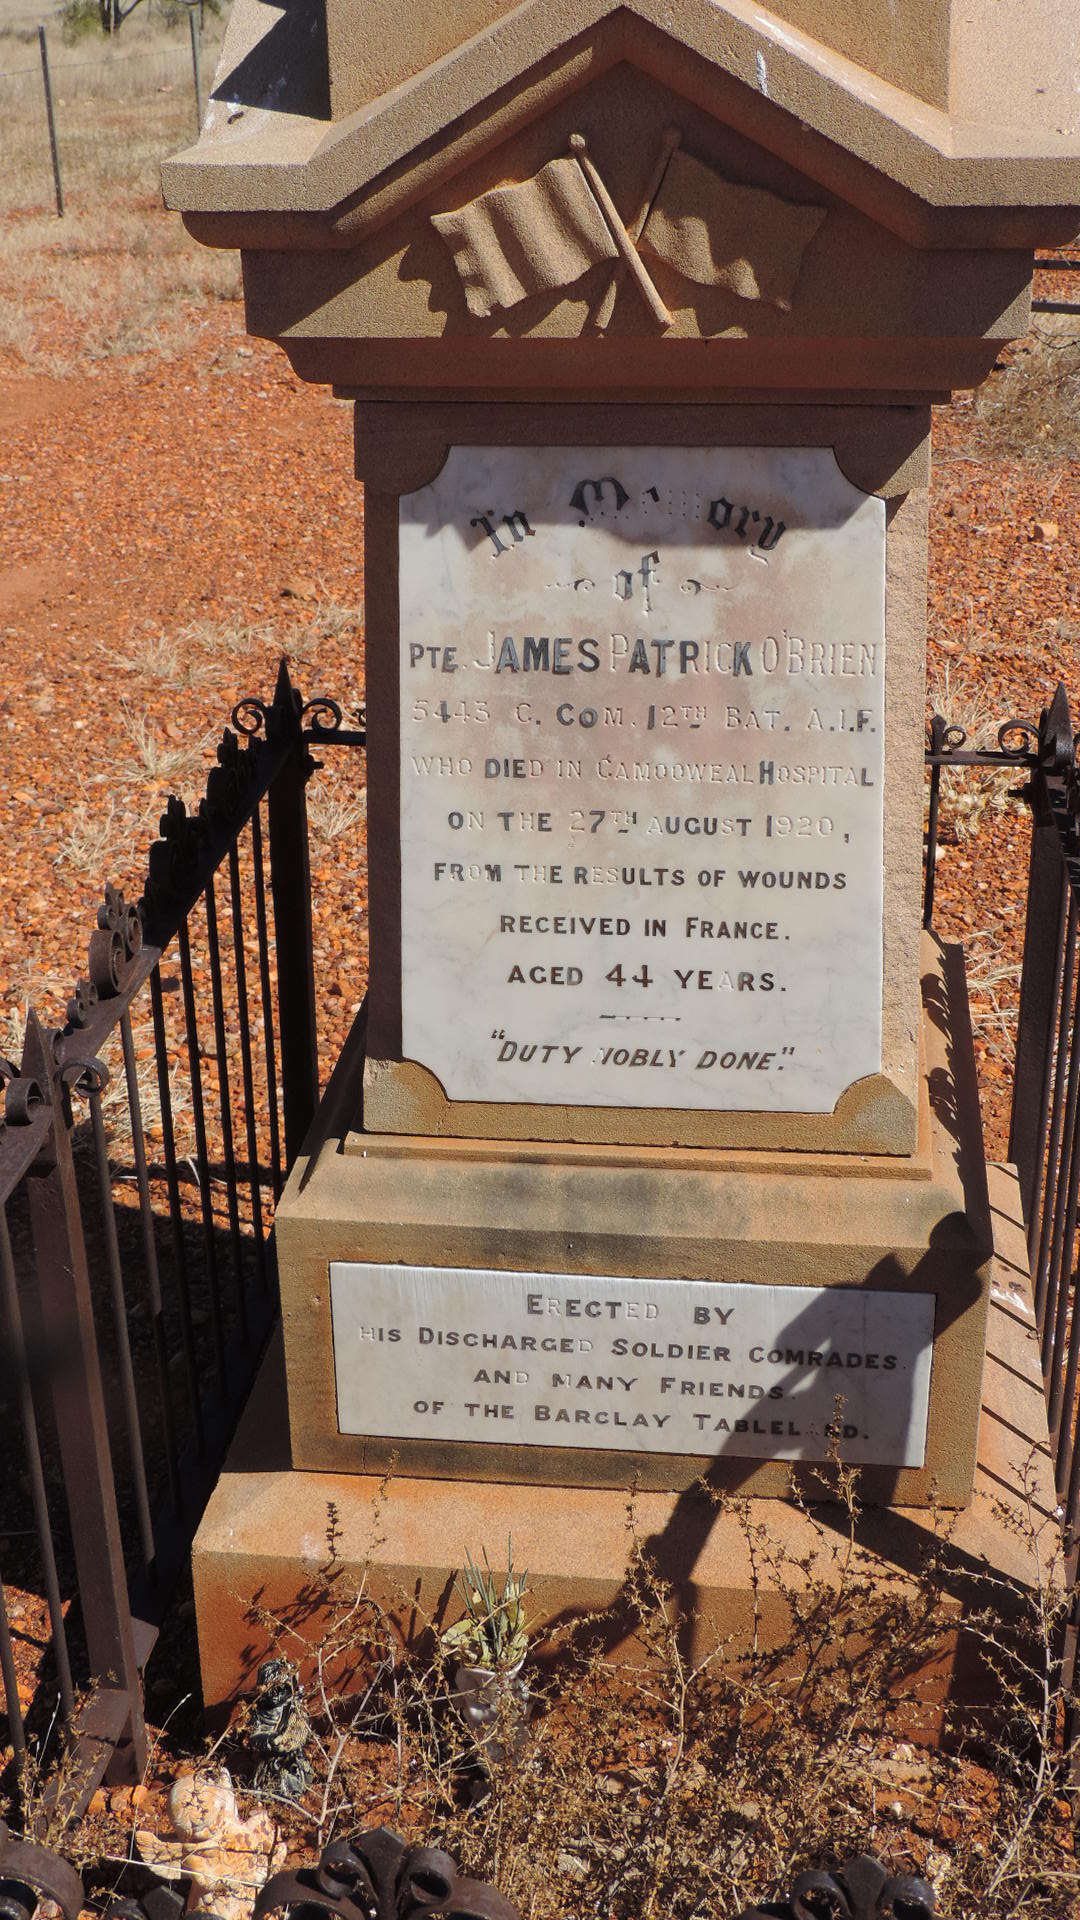 In Memory
of
PTE. JAMES PATRICK O'BRIEN
5443 C. COM. 12TH BAT. A.I.F.
WHO DIED IN CAMOOWEAL HOSPITAL
ON THE 27TH AUGUST 1920,
FROM THE RESULTS OF WOUNDS
RECEIVED IN FRANCE.
AGED 44 YEARS.
"DUTY NOBLY DONE."
ERECTED BY
HIS DISCHARGED SOLDIER COMRADES
AND MANY FRIENDS.
OF THE BARCLAY TABLELAND.